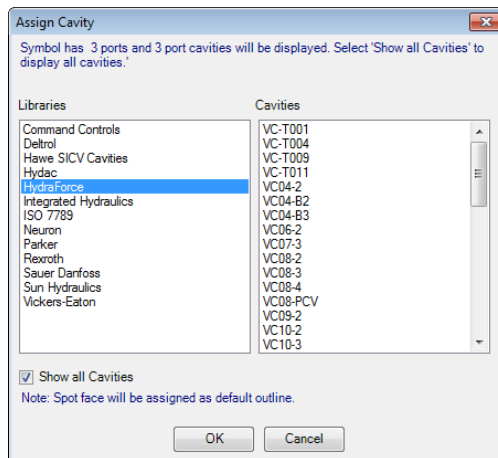 Assign Cavity
Symbol has 3 ports and 3 port cavities will be displayed. Select 'Show all Cavities' to
display all cavities.'
Libraries
Command Controls
Deltrol
Hawe SICV Cavities
Hydac
HydraForce
Integrated Hydraulics
ISO 7789
Neuron
Parker
Rexroth
Sauer Danfoss
Sun Hydraulics
Vickers-Eaton
Cavities
VC-T001
VC-T004
VC-T009
VC-T011
VC04-2
VC04-B2
VC04-B3
VC06-2
VC07-3
VC08-2
VC08-3
VC08-4
VC08-PCV
VC09-2
VC10-2
VC10-3
Show all Cavities
Note: Spot face will be assigned as default outline.
OK
Cancel